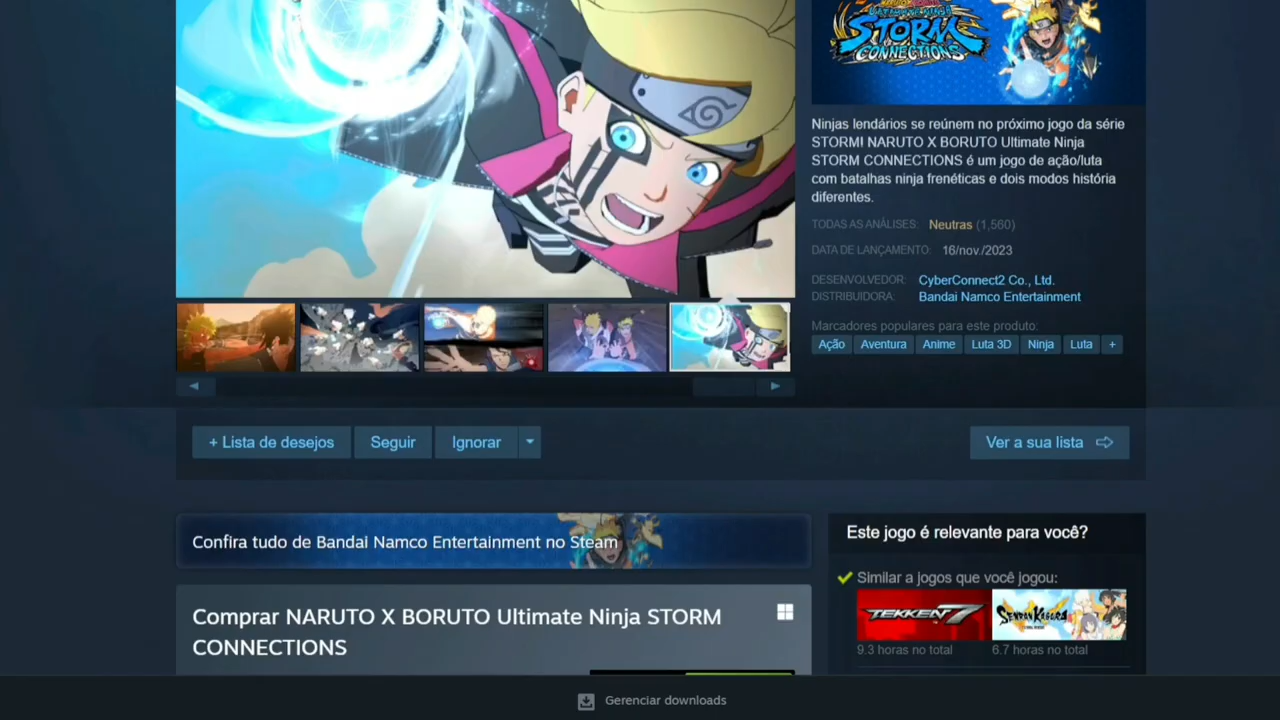 STORM
CONNECTIONS
Ninjas lendários se reúnem no próximo jogo da série
STORM! NARUTO X BORUTO Ultimate Ninja
STORM CONNECTIONS é um jogo de ação/luta
com batalhas ninja frenéticas e dois modos história
diferentes.
TODAS AS ANÁLISES: Neutras (1,560)
DATA DE LANÇAMENTO: 16/nov./2023
DESENVOLVEDOR: CyberConnect2 Co., Ltd.
DISTRIBUIDORA: Bandai Namco Entertainment
Marcadores populares para este produto:
Ação Aventura Anime Luta 3D Ninja Luta +
+ Lista de desejos Seguir Ignorar Ver a sua lista
Confira tudo de Bandai Namco Entertainment no Steam
Comprar NARUTO X BORUTO Ultimate Ninja STORM
CONNECTIONS
Este jogo é relevante para você?
Similar a jogos que você jogou:
TEKKEN 7 SENRAN KAGURA
9.3 horas no total 6.7 horas no total
Gerenciar downloads